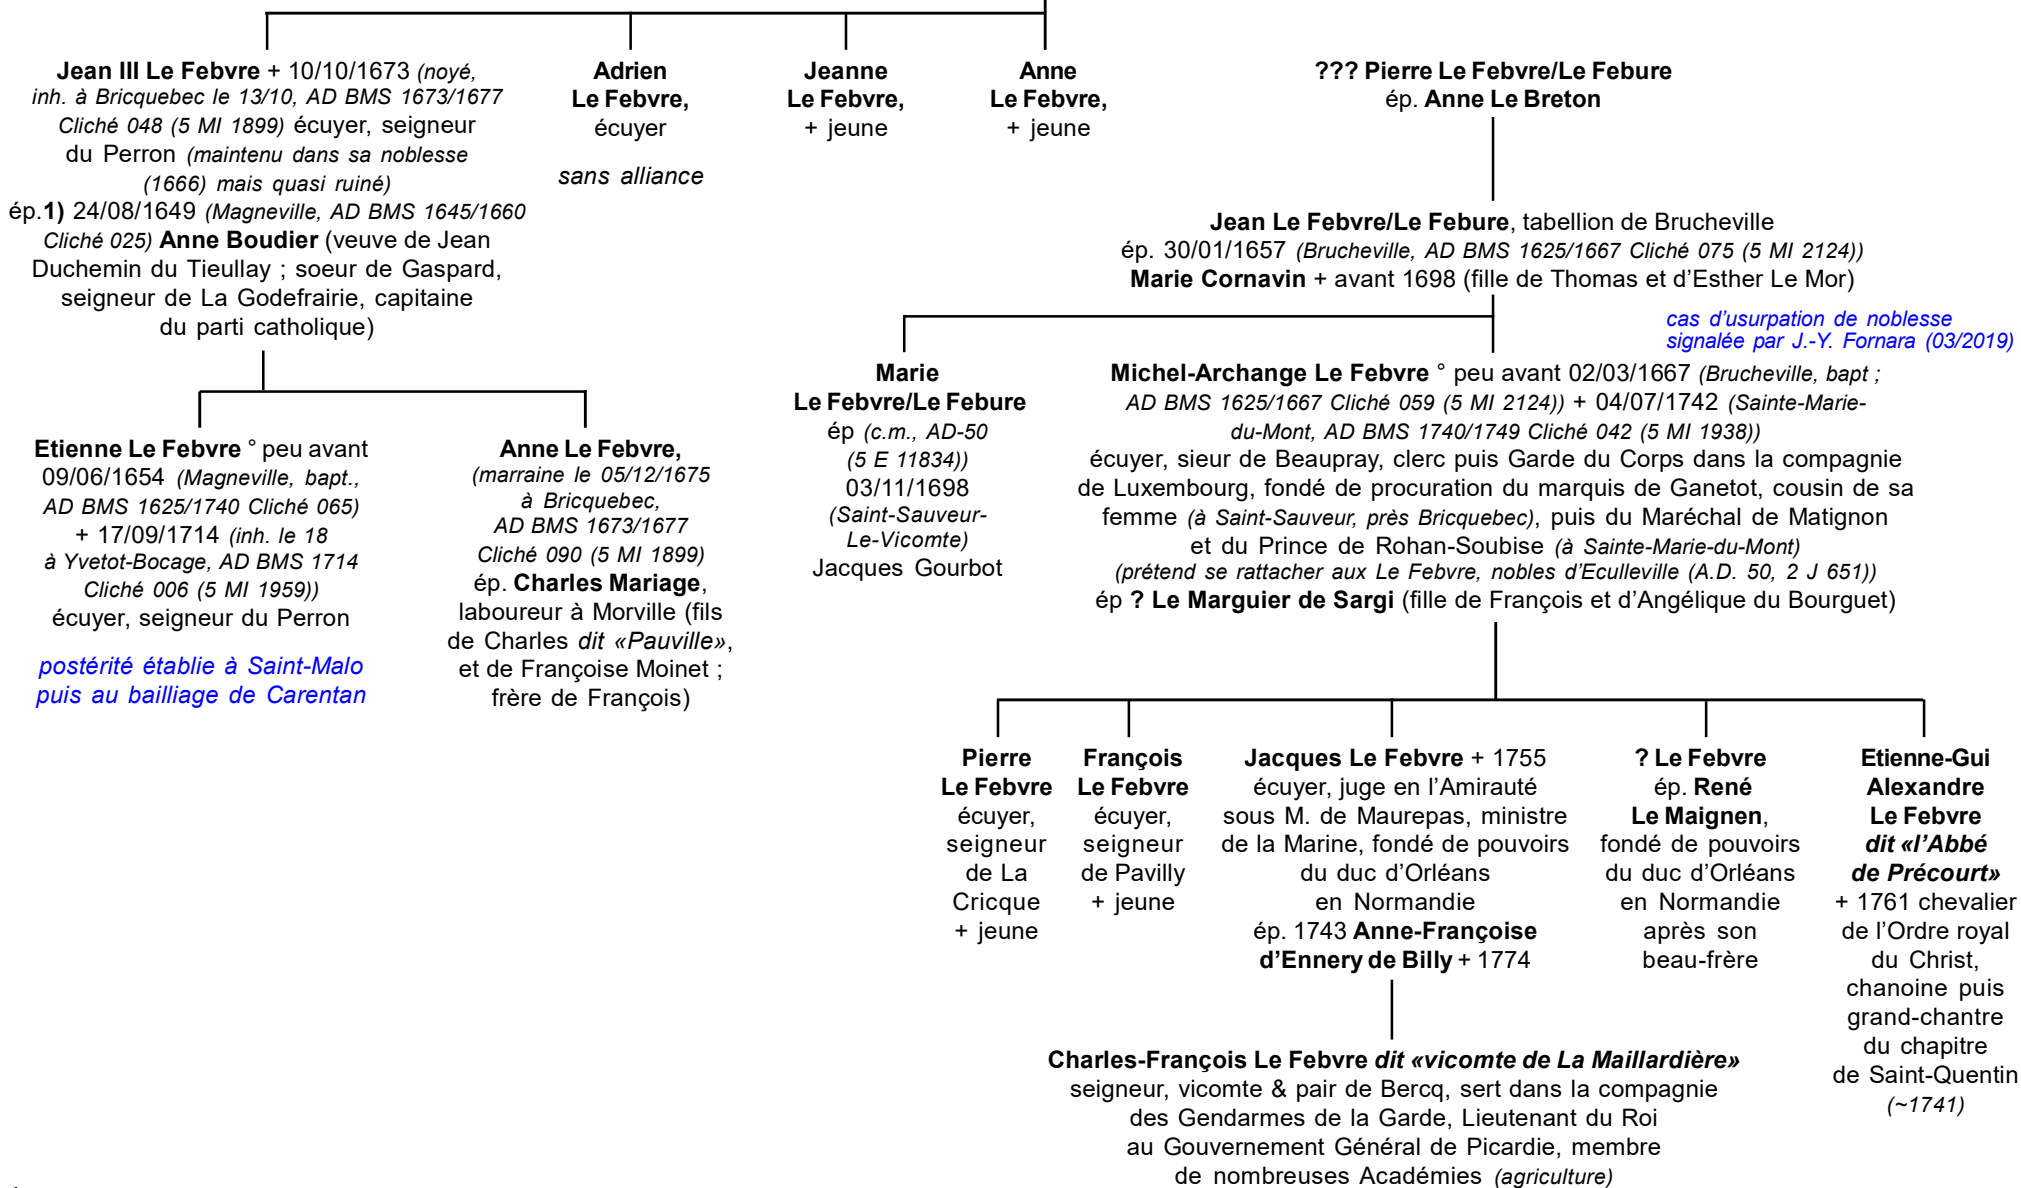 Jean III Le Febvre + 10/10/1673 (noyé,
inh. à Bricquebec le 13/10, AD BMS 1673/1677
Cliché 048 (5 MI 1899) écuyer, seigneur
du Perron (maintenu dans sa noblesse
(1666) mais quasi ruiné)
ép.1) 24/08/1649 (Magneville, AD BMS 1645/1660
Cliché 025) Anne Boudier (veuve de Jean
Duchemin du Tieullay ; soeur de Gaspard,
seigneur de La Godefrairie, capitaine
du parti catholique)
Adrien
Le Febvre,
écuyer
sans alliance
Jeanne
Le Febvre,
+ jeune
Anne
Le Febvre,
+ jeune
??? Pierre Le Febvre/Le Febure
ép. Anne Le Breton
Jean Le Febvre/Le Febure, tabellion de Brucheville
ép. 30/01/1657 (Brucheville, AD BMS 1625/1667 Cliché 075 (5 MI 2124))
Marie Cornavin + avant 1698 (fille de Thomas et d'Esther Le Mor)
cas d'usurpation de noblesse
signalée par J.-Y. Fornara (03/2019)
Etienne Le Febvre ° peu avant
09/06/1654 (Magneville, bapt.,
AD BMS 1625/1740 Cliché 065)
+ 17/09/1714 (inh. le 18
à Yvetot-Bocage, AD BMS 1714
Cliché 006 (5 MI 1959))
écuyer, seigneur du Perron
postérité établie à Saint-Malo
puis au bailliage de Carentan
Anne Le Febvre,
(marraine le 05/12/1675
à Bricquebec,
AD BMS 1673/1677
Cliché 090 (5 MI 1899)
ép. Charles Mariage,
laboureur à Morville (fils
de Charles dit «Pauville»,
et de Françoise Moinet ;
frère de François)
Marie
Le Febvre/Le Febure
ép (c.m., AD-50
(5 E 11834))
03/11/1698
(Saint-Sauveur-
Le-Vicomte)
Jacques Gourbot
Michel-Archange Le Febvre ° peu avant 02/03/1667 (Brucheville, bapt ;
AD BMS 1625/1667 Cliché 059 (5 MI 2124)) + 04/07/1742 (Sainte-Marie-
du-Mont, AD BMS 1740/1749 Cliché 042 (5 MI 1938))
écuyer, sieur de Beaupray, clerc puis Garde du Corps dans la compagnie
de Luxembourg, fondé de procuration du marquis de Ganetot, cousin de sa
femme (à Saint-Sauveur, près Bricquebec), puis du Maréchal de Matignon
et du Prince de Rohan-Soubise (à Sainte-Marie-du-Mont)
(prétend se rattacher aux Le Febvre, nobles d'Eculleville (A.D. 50, 2 J 651))
ép ? Le Marguier de Sargi (fille de François et d'Angélique du Bourguet)
Pierre
Le Febvre
écuyer,
seigneur
de La
Cricque
+ jeune
François
Le Febvre
écuyer,
seigneur
de Pavilly
+ jeune
Jacques Le Febvre + 1755
écuyer, juge en l'Amirauté
sous M. de Maurepas, ministre
de la Marine, fondé de pouvoirs
du duc d'Orléans
en Normandie
ép. 1743 Anne-Françoise
d'Ennery de Billy + 1774
? Le Febvre
ép. René
Le Maignen,
fondé de pouvoirs
du duc d'Orléans
en Normandie
après son
beau-frère
Etienne-Gui
Alexandre
Le Febvre
dit «l'Abbé
de Précourt»
+ 1761 chevalier
de l'Ordre royal
du Christ,
chanoine puis
grand-chantre
du chapitre
de Saint-Quentin
(~1741)
Charles-François Le Febvre dit «vicomte de La Maillardière»
seigneur, vicomte & pair de Bercq, sert dans la compagnie
des Gendarmes de la Garde, Lieutenant du Roi
au Gouvernement Général de Picardie, membre
de nombreuses Académies (agriculture)